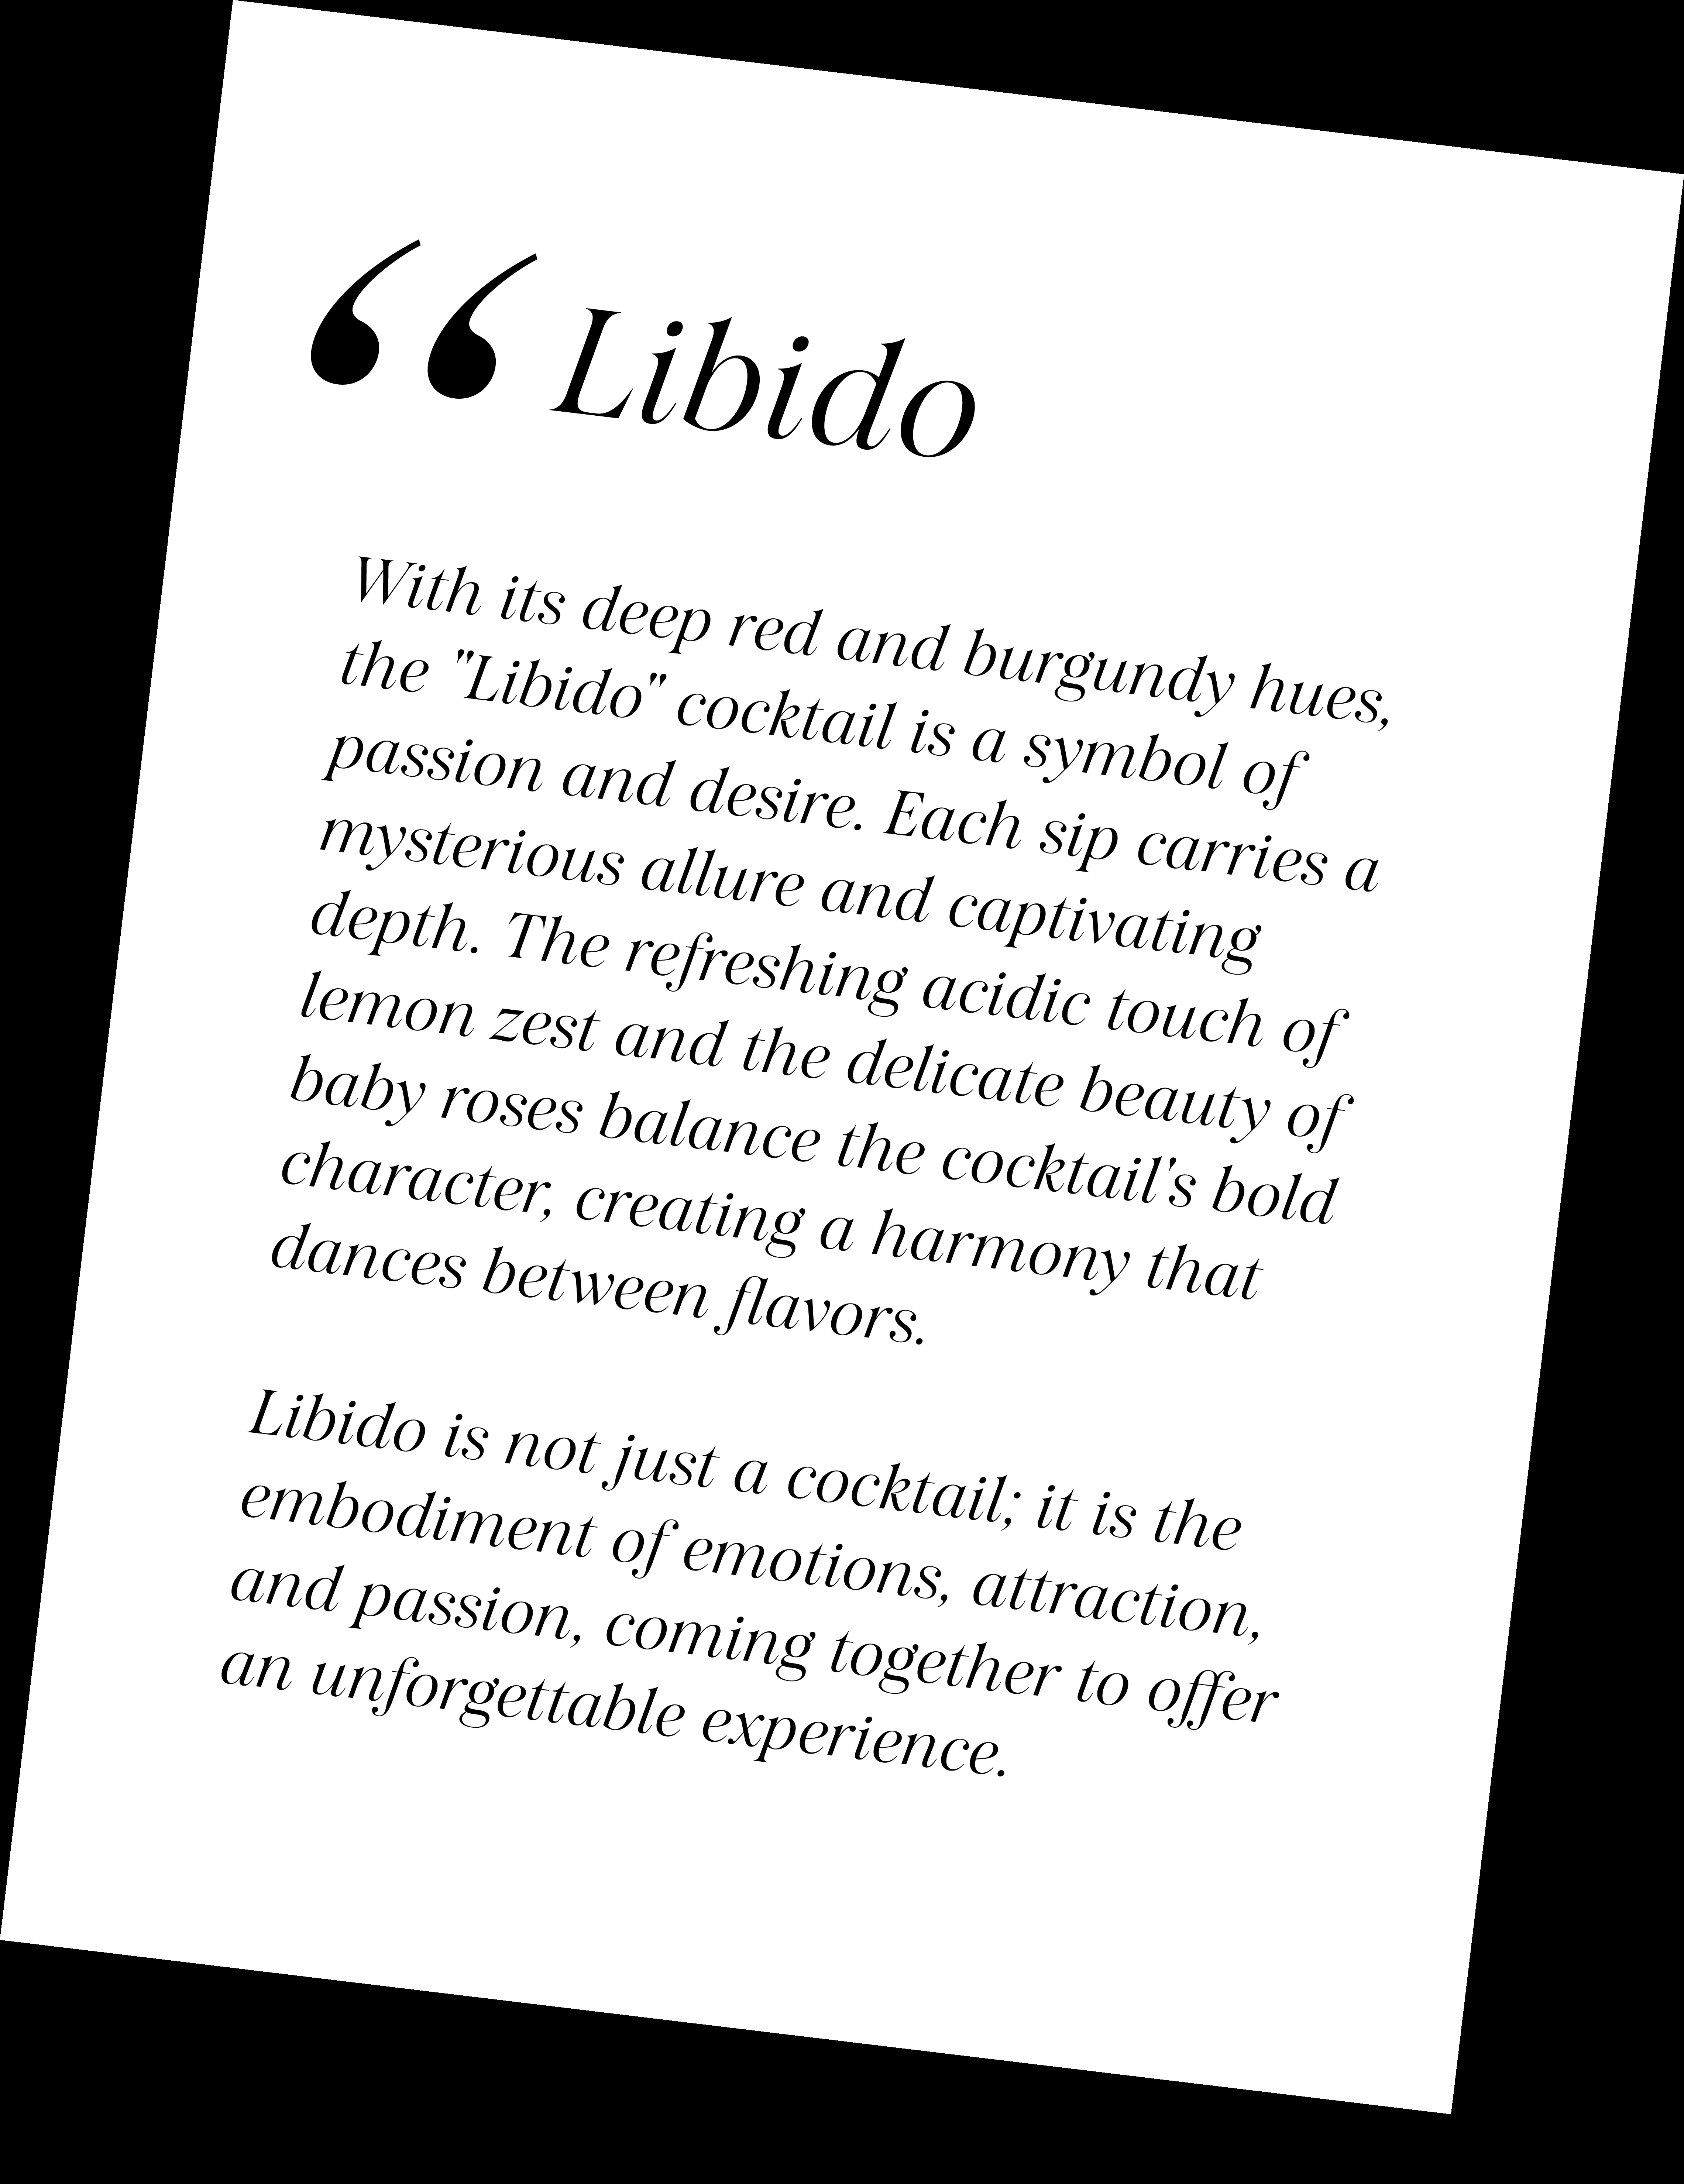 “ Libido
With its deep red and burgundy hues,
the "Libido" cocktail is a symbol of
passion and desire. Each sip carries a
mysterious allure and captivating
depth. The refreshing acidic touch of
lemon zest and the delicate beauty of
baby roses balance the cocktail's bold
character, creating a harmony that
dances between flavors.
Libido is not just a cocktail; it is the
embodiment of emotions, attraction,
and passion, coming together to offer
an unforgettable experience.